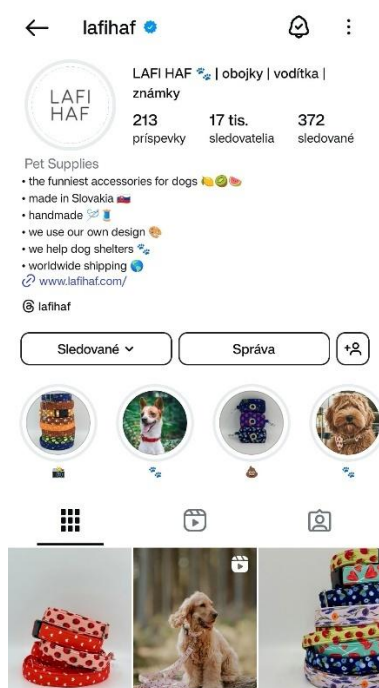 lafihaf
LAFI
HAF
LAFI HAF 🐾 | obojky | vodítka |
známky
213 17 tis. 372
príspevky sledovatelia sledované
Pet Supplies
• the funniest accessories for dogs 🍋🥝🍉
• made in Slovakia 🇸🇰
• handmade 🪡🧵
• we use our own design 🎨
• we help dog shelters 🐾
• worldwide shipping 🌎
www.lafihaf.com/
lafihaf
Sledované Správa